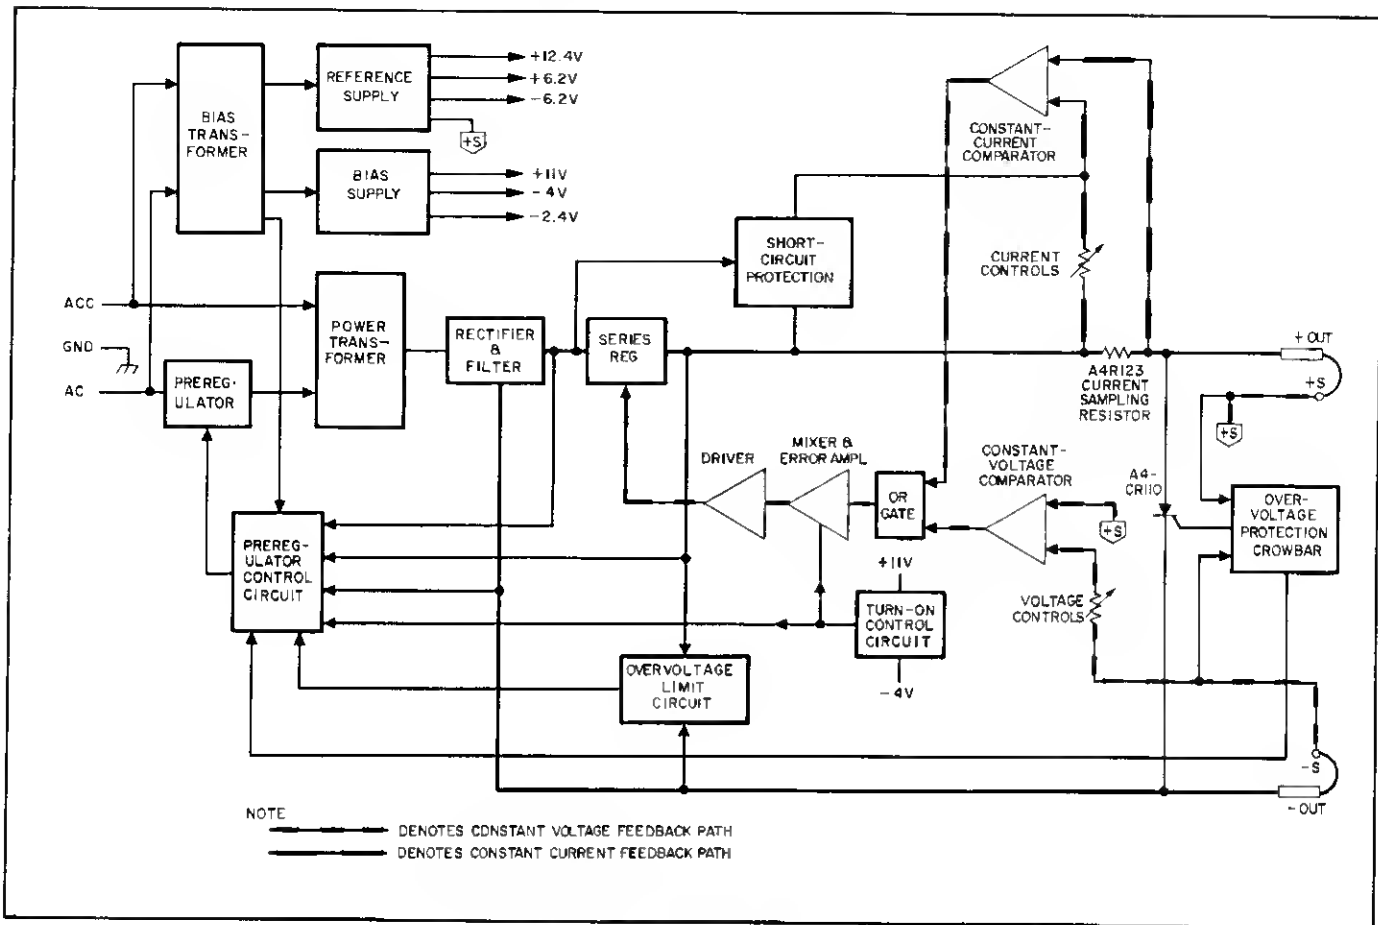 BIAS
TRANS-
FORMER
REFERENCE
SUPPLY
+12.4V
+6.2V
-6.2V
+S
BIAS
SUPPLY
+11V
-4V
-2.4V
CONSTANT-
CURRENT
COMPARATOR
SHORT-
CIRCUIT
PROTECTION
CURRENT
CONTROLS
ACC
GND
AC
PREREG-
ULATOR
POWER
TRANS-
FORMER
RECTIFIER
&
FILTER
SERIES
REG
A4R123
CURRENT
SAMPLING
RESISTOR
+OUT
+S
+S
DRIVER
MIXER &
ERROR AMPL
OR
GATE
CONSTANT-
VOLTAGE
COMPARATOR
+S
A4-
CR110
OVER-
VOLTAGE
PROTECTION
CROWBAR
PREREG-
ULATOR
CONTROL
CIRCUIT
+11V
TURN-ON
CONTROL
CIRCUIT
-4V
VOLTAGE
CONTROLS
OVERVOLTAGE
LIMIT
CIRCUIT
-S
-OUT
NOTE
DENOTES CONSTANT VOLTAGE FEEDBACK PATH
DENOTES CONSTANT CURRENT FEEDBACK PATH